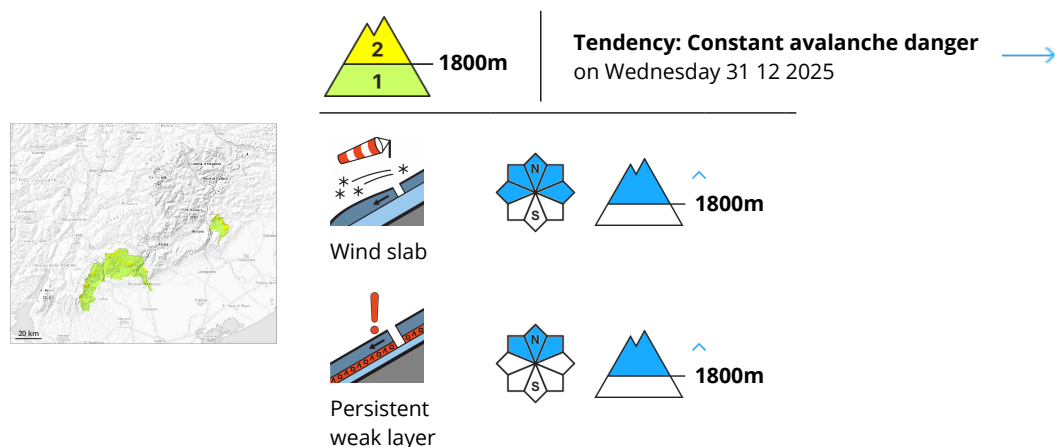 2
1
1800m
Tendency: Constant avalanche danger
on Wednesday 31 12 2025
20 km
N
S
1800m
Wind slab
N
S
1800m
Persistent
weak layer